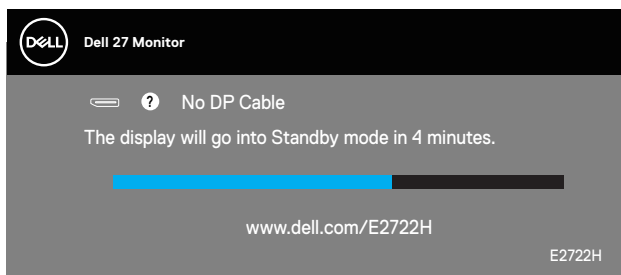 DELL
Dell 27 Monitor
? No DP Cable
The display will go into Standby mode in 4 minutes.
www.dell.com/E2722H
E2722H